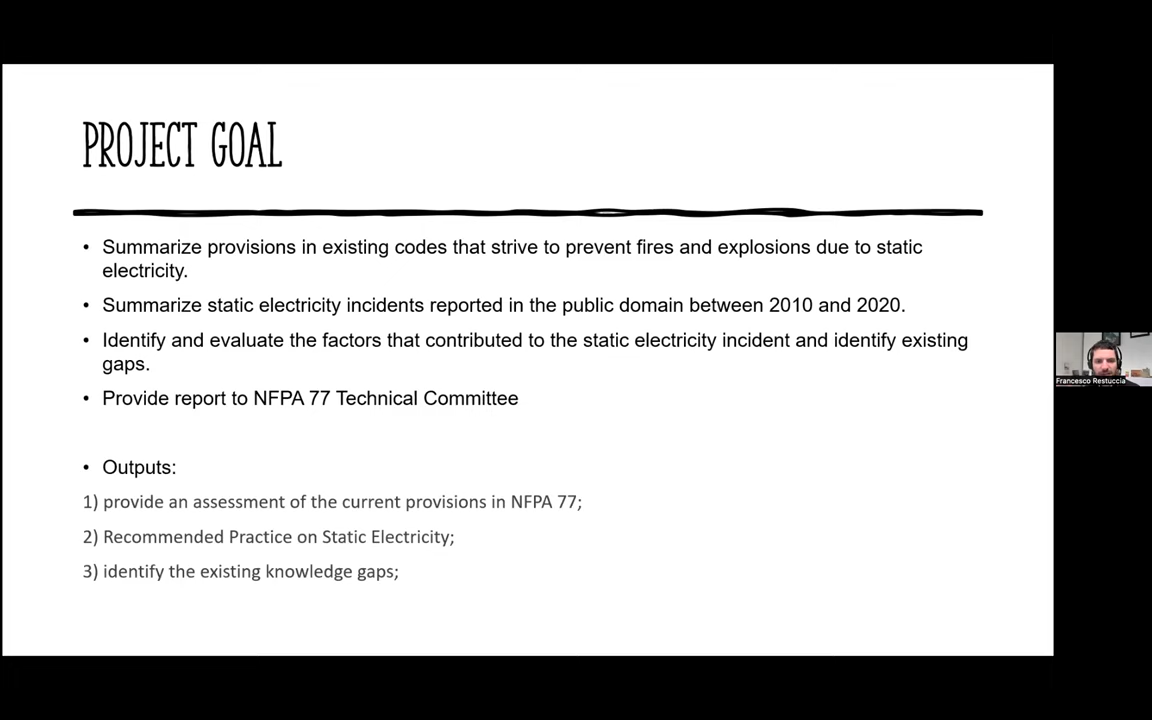 PROJECT GOAL
• Summarize provisions in existing codes that strive to prevent fires and explosions due to static
electricity.
• Summarize static electricity incidents reported in the public domain between 2010 and 2020.
• Identify and evaluate the factors that contributed to the static electricity incident and identify existing
gaps.
• Provide report to NFPA 77 Technical Committee
• Outputs:
1) provide an assessment of the current provisions in NFPA 77;
2) Recommended Practice on Static Electricity;
3) identify the existing knowledge gaps;
Francesco Restuccia